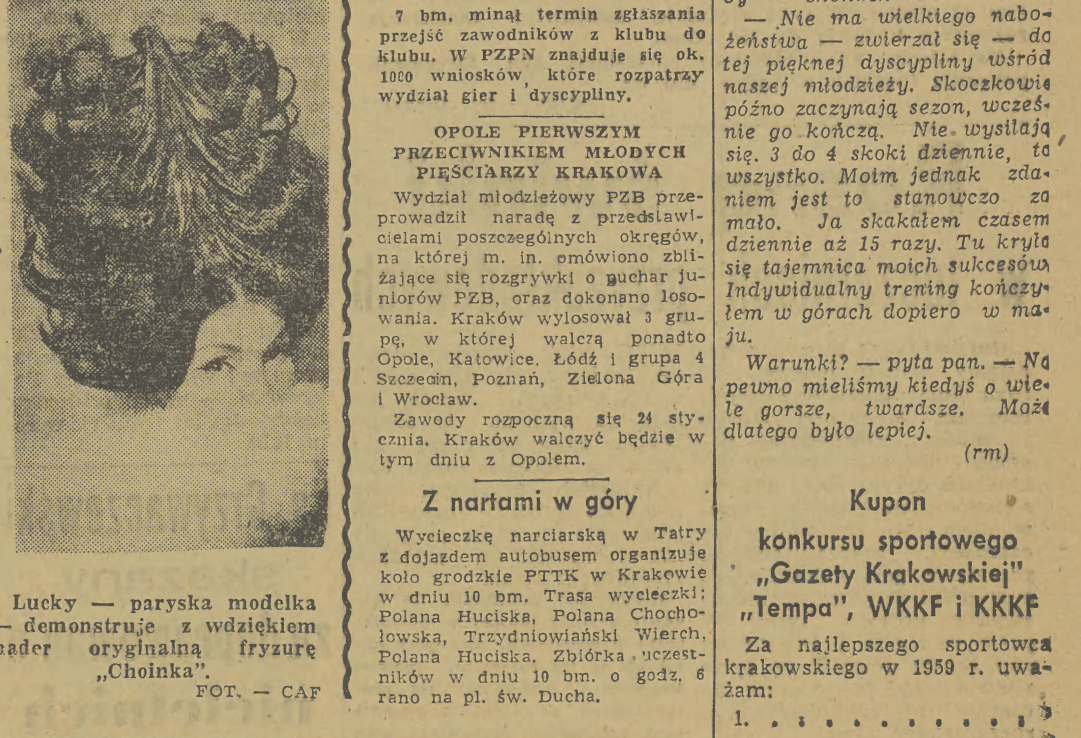 Lucky — paryska modelka
— demonstruje z wdziękiem
nader oryginalną fryzurę
„Choinka".
FOT. — CAF
7 bm. minął termin zgłaszania
przejść zawodników z klubu do
klubu. W PZPN znajduje się ok.
1000 wniosków, które rozpatrzy
wydział gier i dyscypliny.
OPOLE PIERWSZYM
PRZECIWNIKIEM MŁODYCH
PIĘŚCIARZY KRAKOWA
Wydział młodzieżowy PZB prze-
prowadził naradę z przedstawi-
cielami poszczególnych okręgów,
na której m. in. omówiono zbli-
żające się rozgrywki o puchar ju-
niorów PZB, oraz dokonano loso-
wania. Kraków wylosował 3 gru-
pę, w której walczą ponadto
Opole, Katowice, Łódź i grupa 4
Szczecin, Poznań, Zielona Góra
i Wrocław.
Zawody rozpoczną się 24 sty-
cznia. Kraków walczyć będzie w
tym dniu z Opolem.
Z nartami w góry
Wycieczkę narciarską w Tatry
z dojazdem autobusem organizuje
koło grodzkie PTTK w Krakowie
w dniu 10 bm. Trasa wycieczki:
Polana Huciska, Polana Chocho-
łowska, Trzydniowiański Wierch,
Polana Huciska. Zbiórka uczest-
ników w dniu 10 bm. o godz. 6
rano na pl. św. Ducha.
— Nie ma wielkiego nabo-
żeństwa — zwierzał się — do
tej pięknej dyscypliny wśród
naszej młodzieży. Skoczkowie
późno zaczynają sezon, wcześ-
nie go kończą. Nie wysilają
się. 3 do 4 skoki dziennie, to
wszystko. Moim jednak zda-
niem jest to stanowczo za
mało. Ja skakałem czasem
dziennie aż 15 razy. Tu kryła
się tajemnica moich sukcesów.
Indywidualny trening kończy-
łem w górach dopiero w ma-
ju.
Warunki? — pyta pan. — Na
pewno mieliśmy kiedyś o wie-
le gorsze, twardsze. Może
dlatego było lepiej.
(rm)
Kupon
konkursu sportowego
„Gazety Krakowskiej"
„Tempa", WKKF i KKKF
Za najlepszego sportowca
krakowskiego w 1959 r. uwa-
żam:
1. . . . . . . . . . . . .